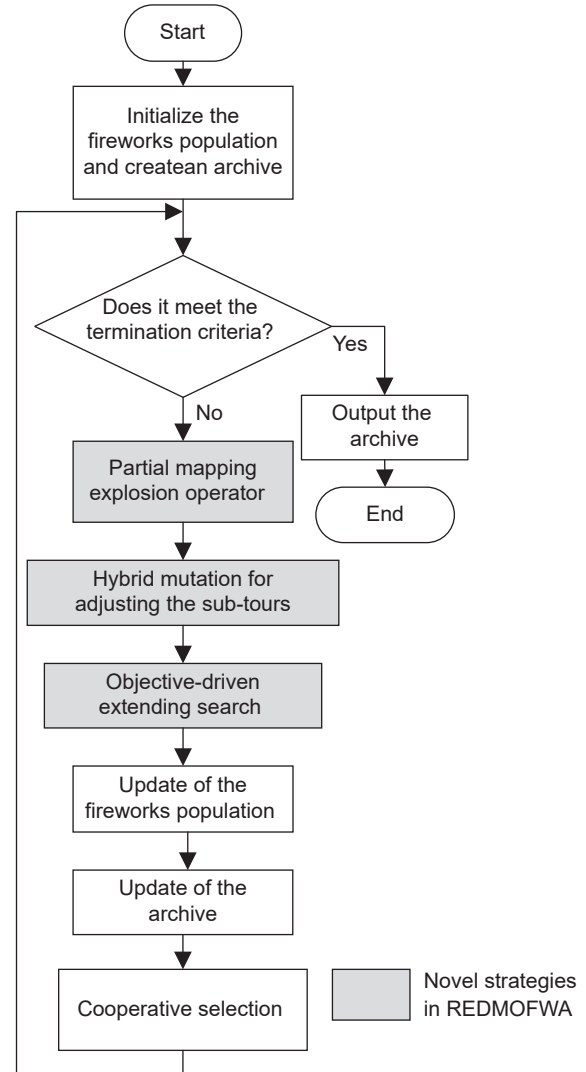 Start
Initialize the
fireworks population
and createan archive
Does it meet the
termination criteria?
Yes
No
Output the
archive
End
Partial mapping
explosion operator
Hybrid mutation for
adjusting the sub-tours
Objective-driven
extending search
Update of the
fireworks population
Update of the
archive
Cooperative selection
Novel strategies
in REDMOFWA